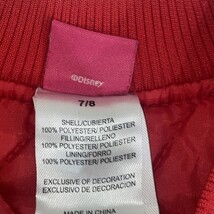 ©DISNEY
7/8
SHELL/CUBIERTA
100% POLYESTER/ POLIESTER
FILLING/RELLENO
100% POLYESTER/ POLIESTER
LINING/FORRO
100% POLYESTER/ POLIESTER
EXCLUSIVE OF DECORATION
EXCLUSIVO DE DECORACION
MADE IN CHINA